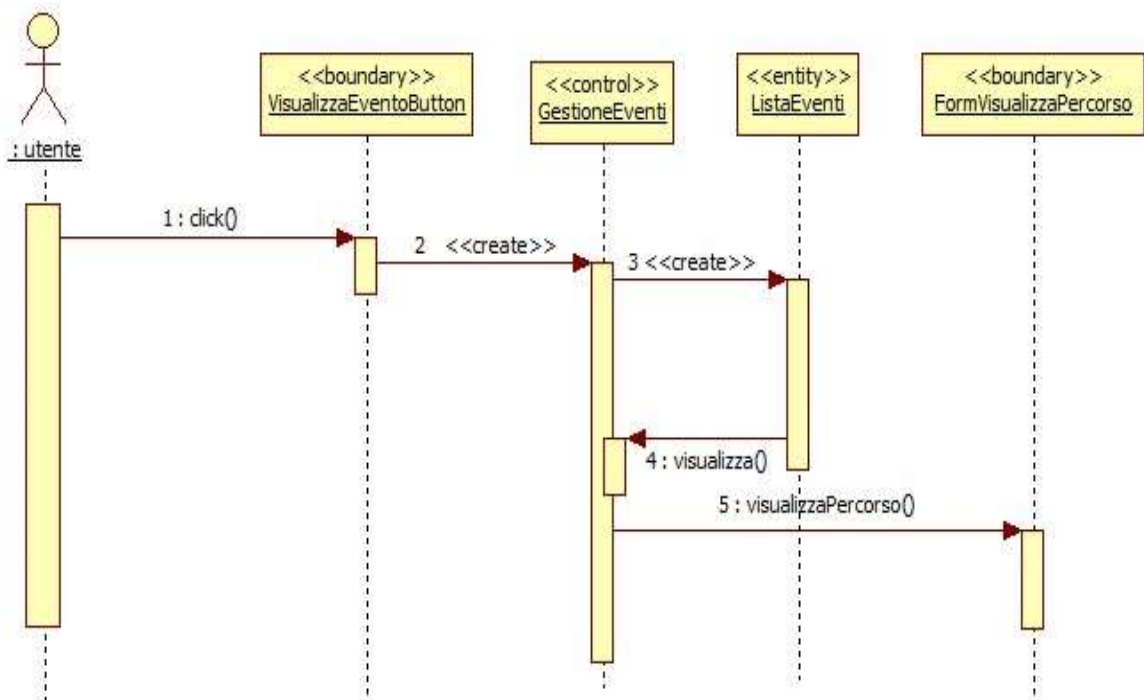 <<boundary>>
VisualizzaEventoButton
<<control>>
GestioneEventi
<<entity>>
ListaEventi
<<boundary>>
FormVisualizzaPercorso
: utente
1 : click()
2 <<create>>
3 <<create>>
4 : visualizza()
5 : visualizzaPercorso()